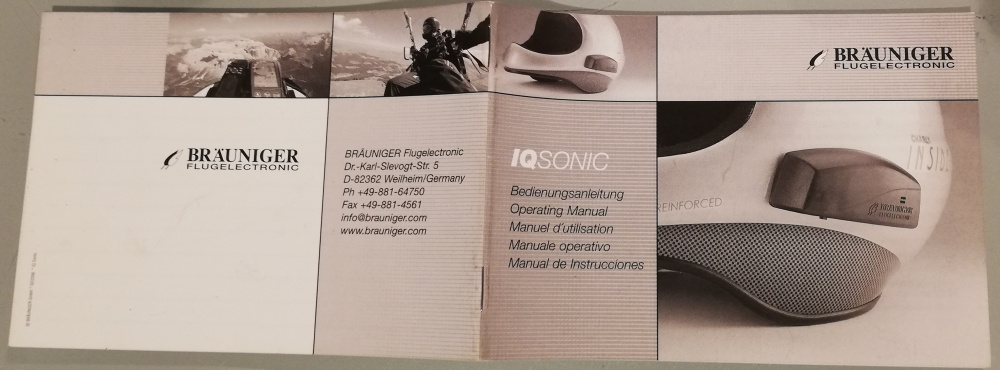 BRÄUNIGER
FLUGELECTRONIC
BRÄUNIGER Flugelectronic
Dr.-Karl-Slevogt-Str. 5
D-82362 Weilheim/Germany
Ph +49-881-64750
Fax +49-881-4561
info@brauniger.com
www.brauniger.com
IQSONIC
Bedienungsanleitung
Operating Manual
Manuel d'utilisation
Manuale operativo
Manual de Instrucciones
BRÄUNIGER
FLUGELECTRONIC
INSIDE
REINFORCED
BRÄUNIGER
FLUGELECTRONIC